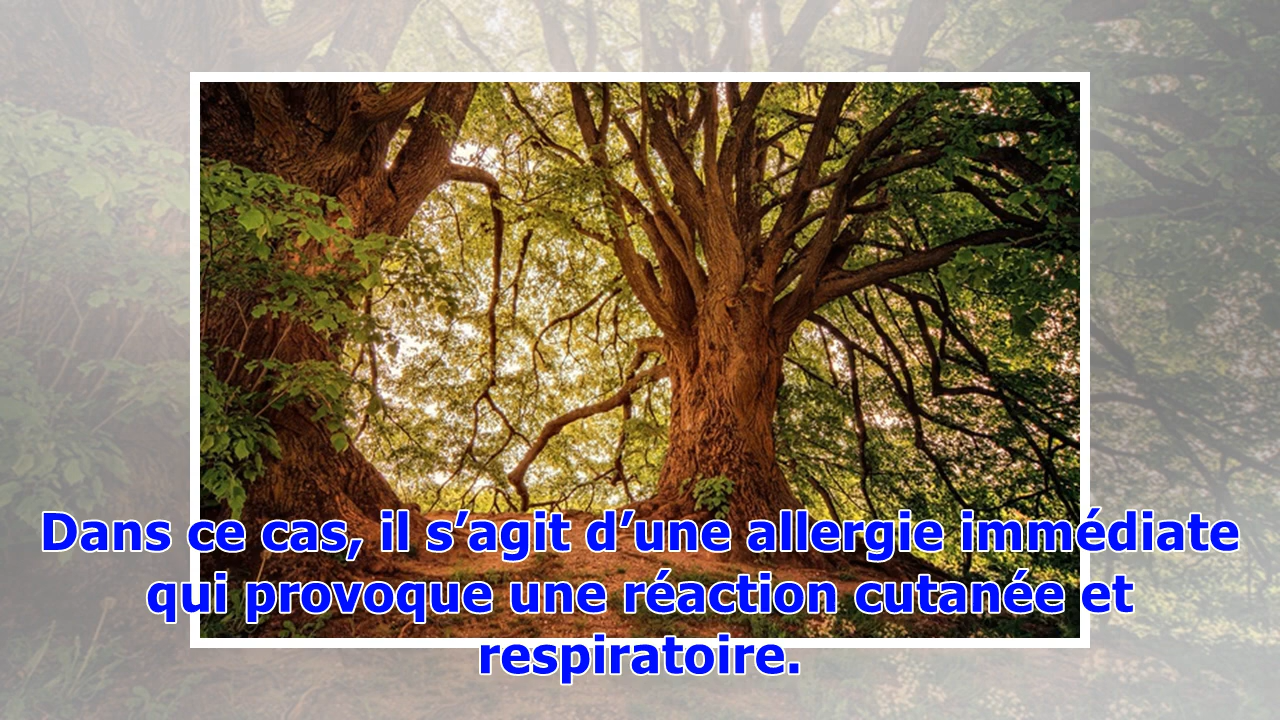 Dans ce cas, il s’agit d’une allergie immédiate
qui provoque une réaction cutanée et
respiratoire.